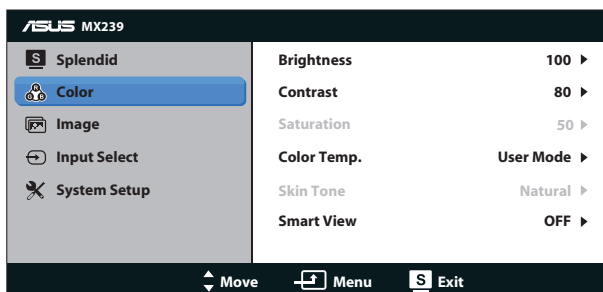 ASUS MX239
S Splendid
Color
Image
Input Select
System Setup
Brightness 100
Contrast 80
Saturation 50
Color Temp. User Mode
Skin Tone Natural
Smart View OFF
Move Menu S Exit